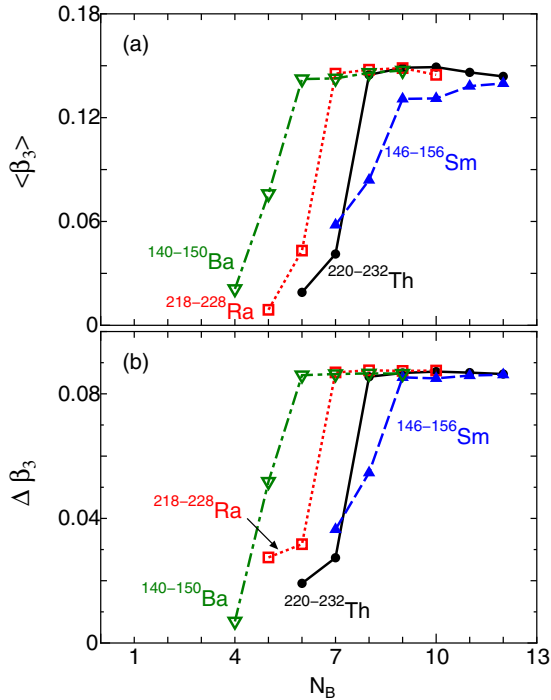 0.18
(a)
0.12
<β₃>
¹⁴⁶⁻¹⁵⁶Sm
0.06
¹⁴⁰⁻¹⁵⁰Ba
²¹⁸⁻²²⁸Ra
²²⁰⁻²³²Th
0
(b)
0.08
¹⁴⁶⁻¹⁵⁶Sm
Δ β₃
²¹⁸⁻²²⁸Ra
0.04
¹⁴⁰⁻¹⁵⁰Ba
²²⁰⁻²³²Th
0
1 4 7 10 13
N_B